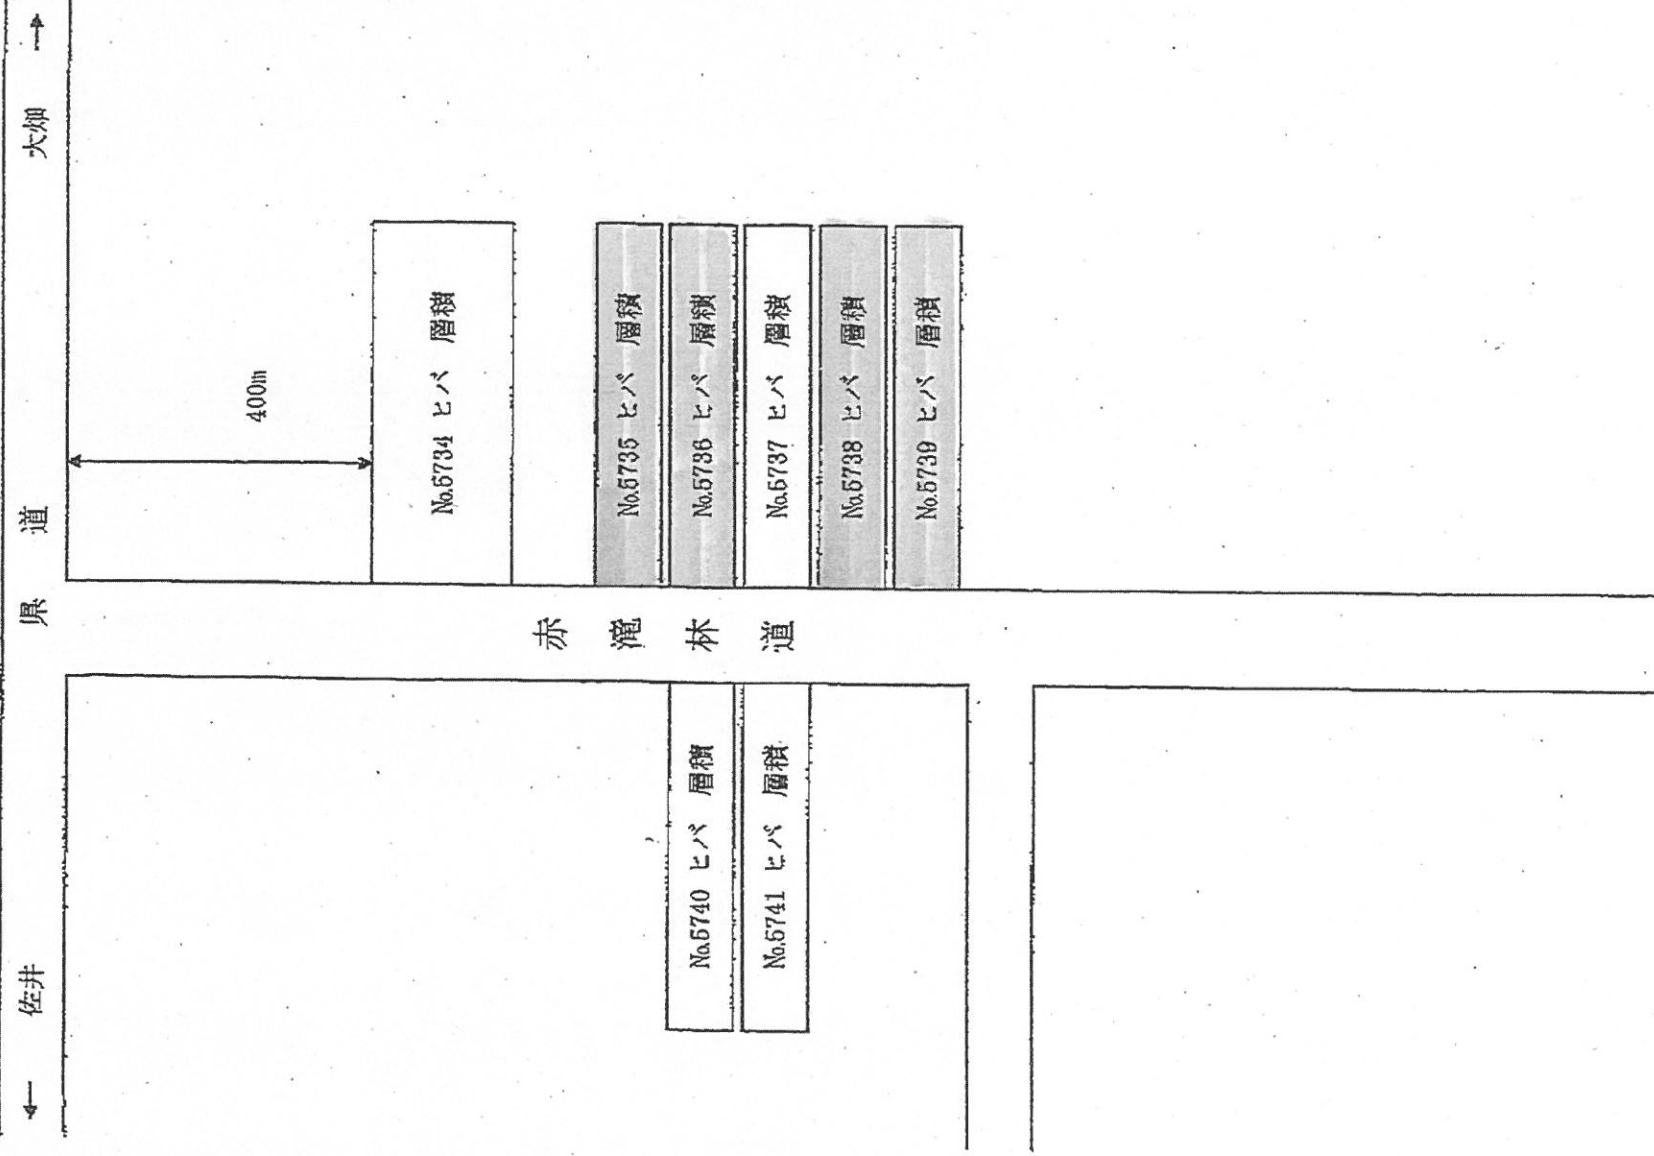 ← 佐井 県 道 大畑 →
400m
No.5734 ヒバ 層積
赤滝林道
No.5735 ヒバ 層積
No.5736 ヒバ 層積
No.5737 ヒバ 層積
No.5738 ヒバ 層積
No.5739 ヒバ 層積
No.5740 ヒバ 層積
No.5741 ヒバ 層積